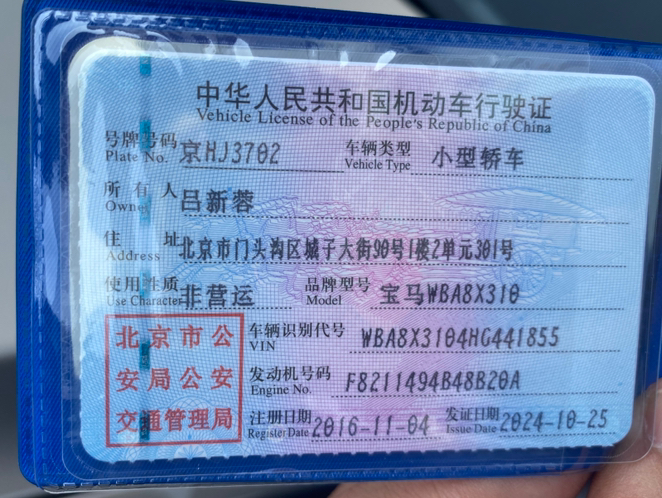 中华人民共和国机动车行驶证
Vehicle License of the People's Republic of China
号牌号码 京HJ3702 车辆类型 小型轿车
Plate No. Vehicle Type
所有人 吕新蓉
Owner
住址 北京市门头沟区城子大街90号1楼2单元301号
Address
使用性质 非营运 品牌型号 宝马WBA8X310
Use Character Model
北京市公安局公安交通管理局
车辆识别代号 WBA8X3104HG441855
VIN
发动机号码 F8211494B48B20A
Engine No.
注册日期 2016-11-04 发证日期 2024-10-25
Register Date Issue Date